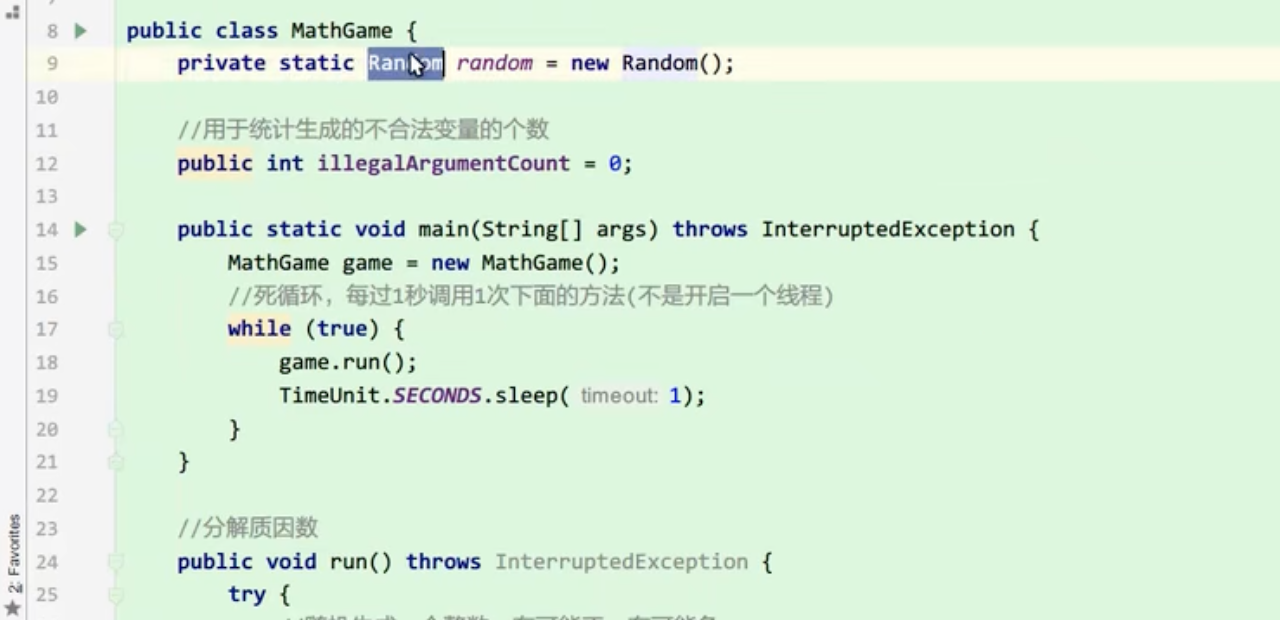 8 public class MathGame {
9 private static Random random = new Random();
10
11 //用于统计生成的不合法变量的个数
12 public int illegalArgumentCount = 0;
13
14 public static void main(String[] args) throws InterruptedException {
15 MathGame game = new MathGame();
16 //死循环，每过1秒调用1次下面的方法(不是开启一个线程)
17 while (true) {
18 game.run();
19 TimeUnit.SECONDS.sleep( timeout: 1);
20 }
21 }
22
23 //分解质因数
24 public void run() throws InterruptedException {
25 try {
2: Favorites